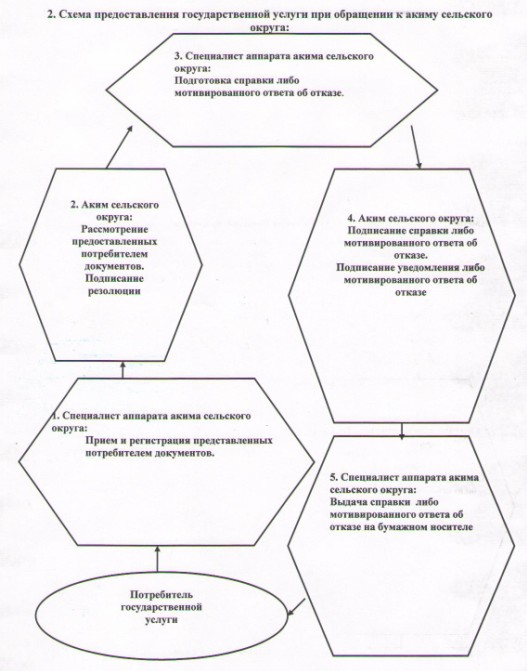 2. Схема предоставления государственной услуги при обращении к акиму сельского
округа:
3. Специалист аппарата акима сельского
округа:
Подготовка справки либо
мотивированного ответа об отказе.
2. Аким сельского
округа:
Рассмотрение
предоставленных
потребителем
документов.
Подписание
резолюции
4. Аким сельского округа:
Подписание справки либо
мотивированного ответа об
отказе.
Подписание уведомления либо
мотивированного ответа об
отказе
1. Специалист аппарата акима сельского
округа:
Прием и регистрация представленных
потребителем документов.
5. Специалист аппарата акима
сельского округа:
Выдача справки либо
мотивированного ответа об
отказе на бумажном носителе
Потребитель
государственной
услуги